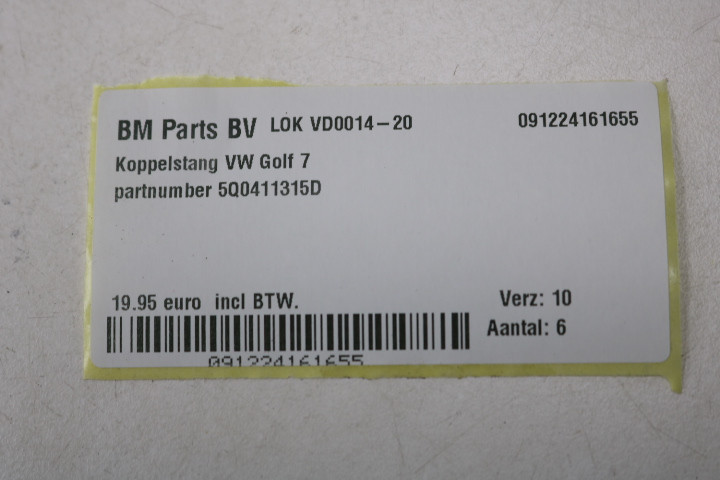 BM Parts BV LOK VD0014-20 091224161655
Koppelstang VW Golf 7
partnumber 5Q0411315D
19.95 euro incl BTW. Verz: 10
Aantal: 6
091224161655